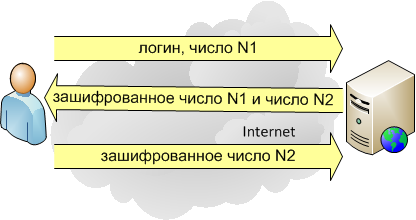 логин, число N1
зашифрованное число N1 и число N2
Internet
зашифрованное число N2